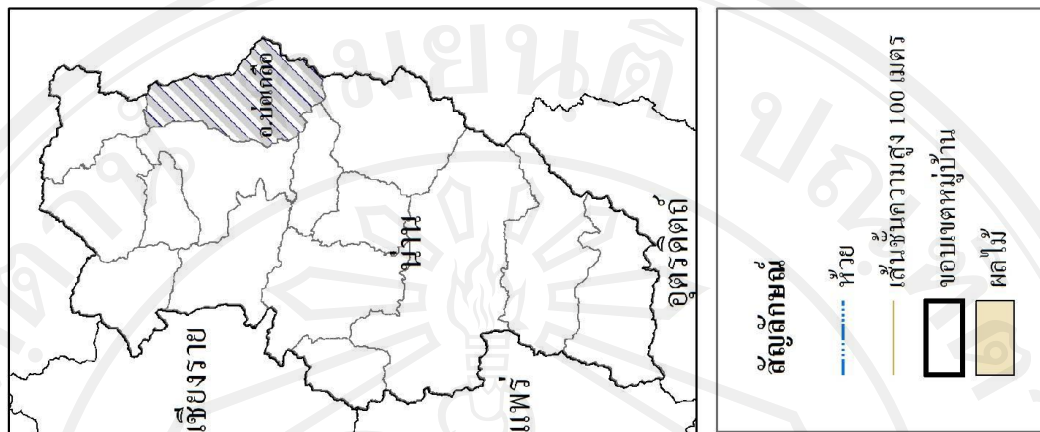 อ.บ่อเกลือ
น่าน
อุตรดิตถ์
เชียงราย
แพร่
สัญลักษณ์
ห้วย
เส้นชั้นความสูง 100 เมตร
ขอบเขตหมู่บ้าน
ผลไม้